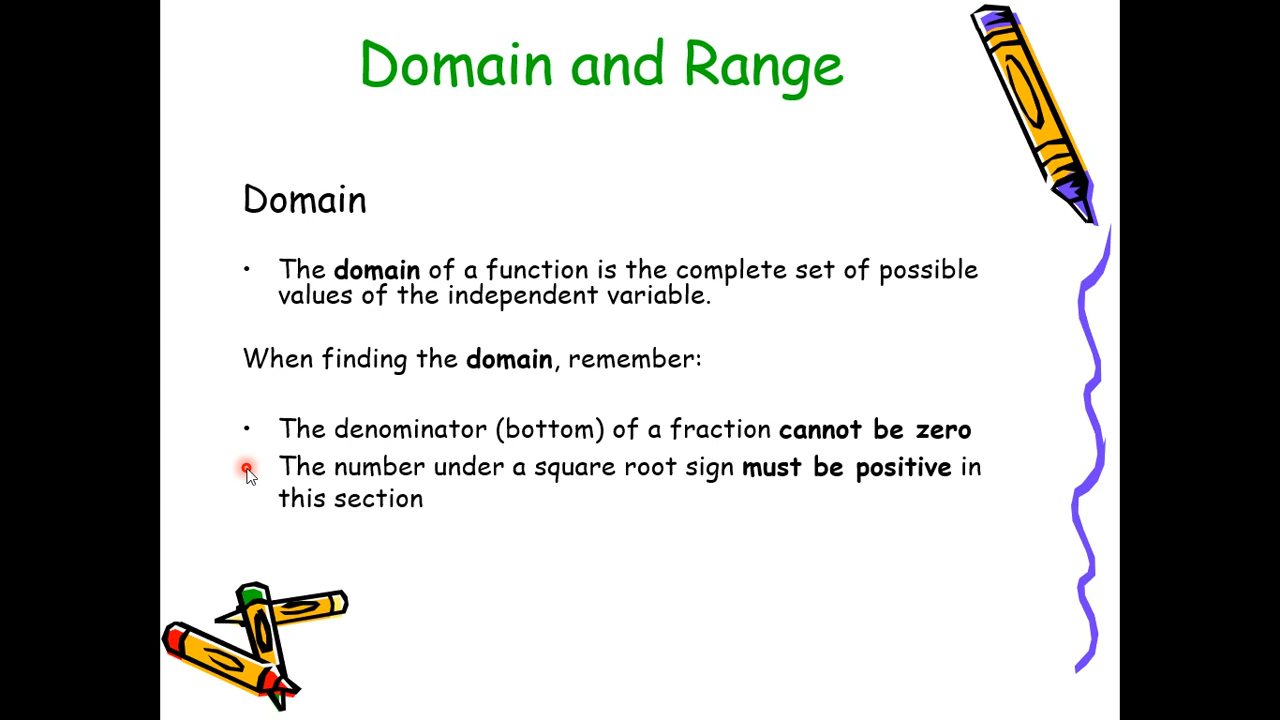 Domain and Range
Domain
• The domain of a function is the complete set of possible
values of the independent variable.
When finding the domain, remember:
• The denominator (bottom) of a fraction cannot be zero
The number under a square root sign must be positive in
this section